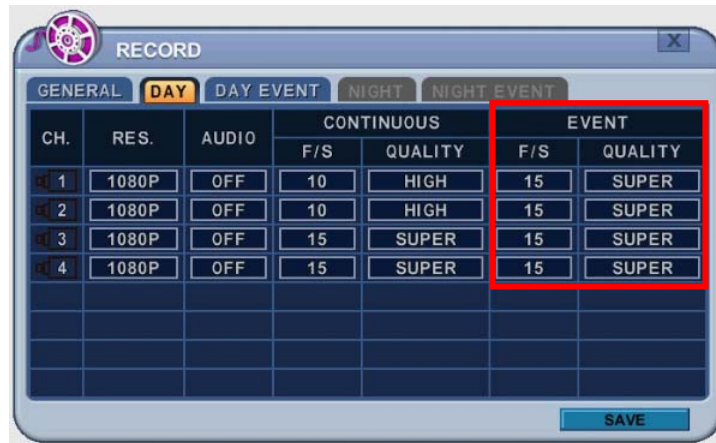 RECORD X
GENERAL DAY DAY EVENT NIGHT NIGHT EVENT
CH. RES. AUDIO CONTINUOUS EVENT
F/S QUALITY F/S QUALITY
1 1080P OFF 10 HIGH 15 SUPER
2 1080P OFF 10 HIGH 15 SUPER
3 1080P OFF 15 SUPER 15 SUPER
4 1080P OFF 15 SUPER 15 SUPER
SAVE